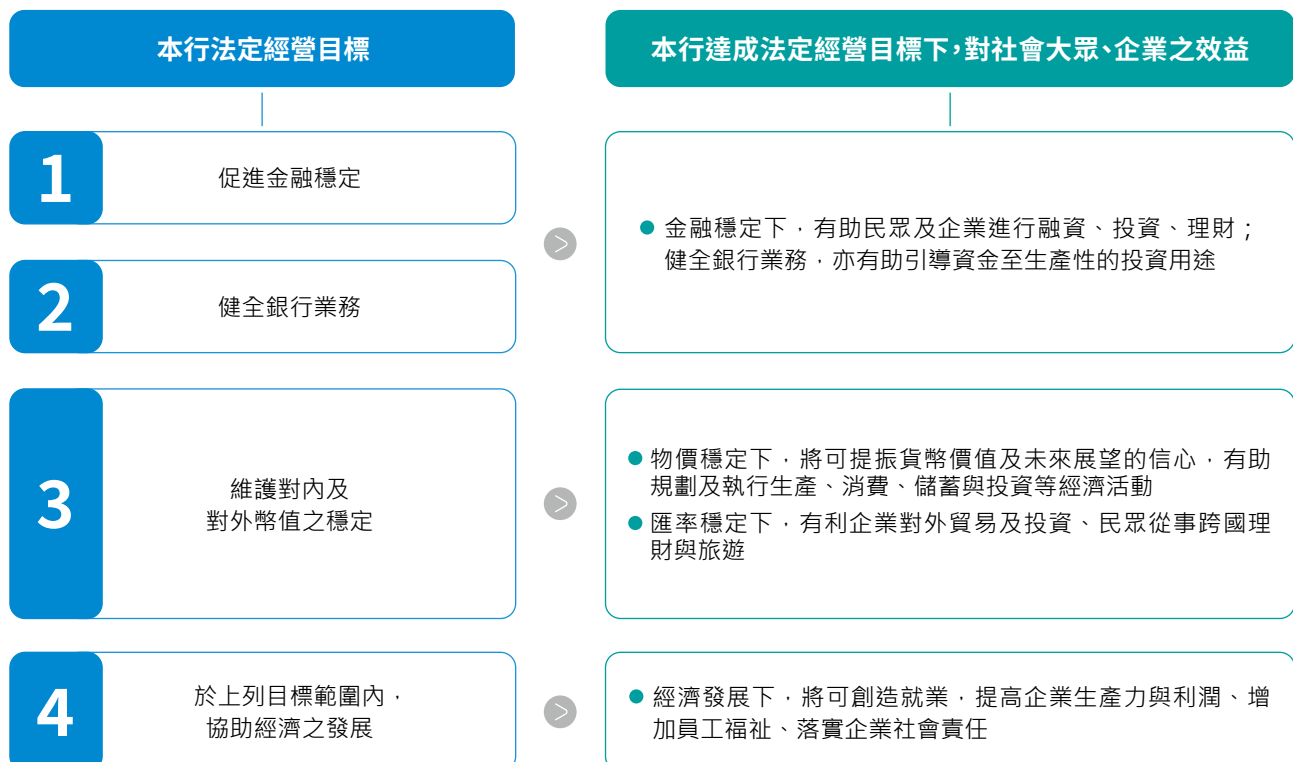 本行法定經營目標
本行達成法定經營目標下，對社會大眾、企業之效益
1
促進金融穩定
2
健全銀行業務
● 金融穩定下，有助民眾及企業進行融資、投資、理財；
健全銀行業務，亦有助引導資金至生產性的投資用途
3
維護對內及
對外幣值之穩定
● 物價穩定下，將可提振貨幣價值及未來展望的信心，有助
規劃及執行生產、消費、儲蓄與投資等經濟活動
● 匯率穩定下，有利企業對外貿易及投資、民眾從事跨國理
財與旅遊
4
於上列目標範圍內，
協助經濟之發展
● 經濟發展下，將可創造就業，提高企業生產力與利潤、增
加員工福祉、落實企業社會責任